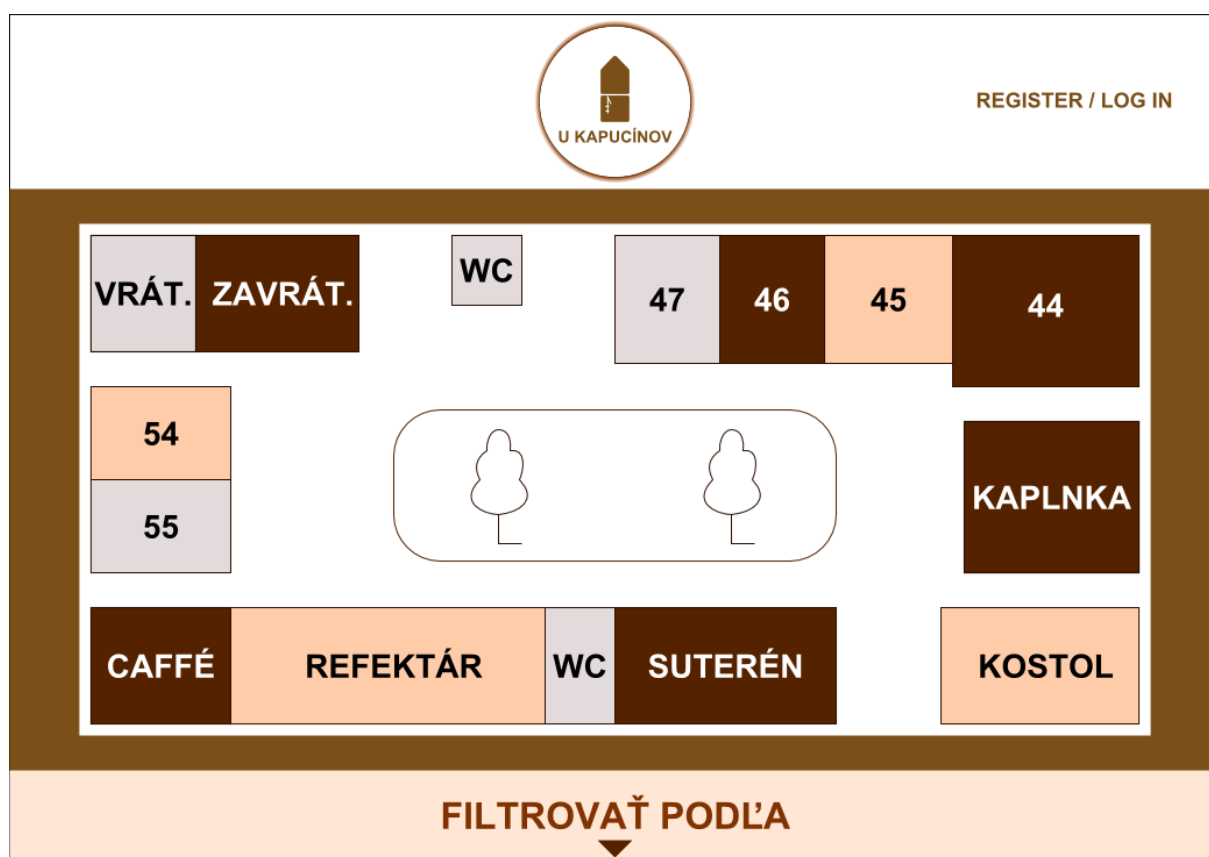 U KAPUCÍNOV
REGISTER / LOG IN
VRÁT.
ZAVRÁT.
WC
47
46
45
44
54
55
KAPLNKA
CAFFÉ
REFEKTÁR
WC
SUTERÉN
KOSTOL
FILTROVAŤ PODĽA